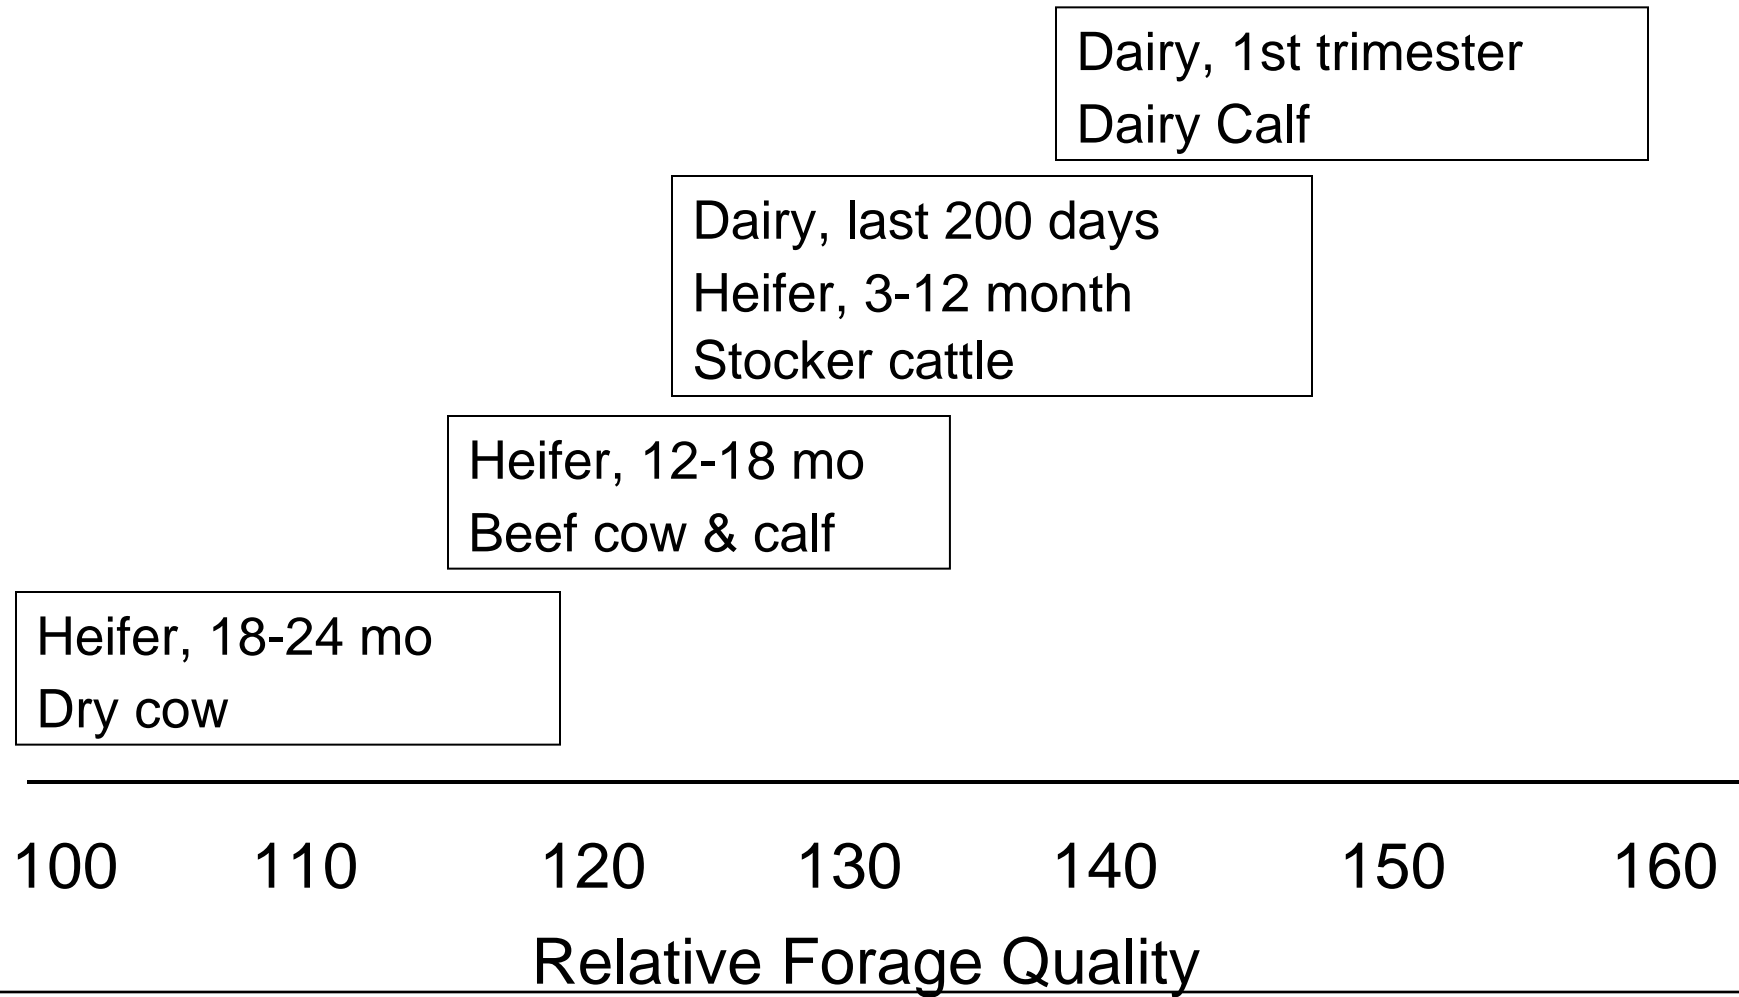 Dairy, 1st trimester
Dairy Calf
Dairy, last 200 days
Heifer, 3-12 month
Stocker cattle
Heifer, 12-18 mo
Beef cow & calf
Heifer, 18-24 mo
Dry cow
100 110 120 130 140 150 160
Relative Forage Quality